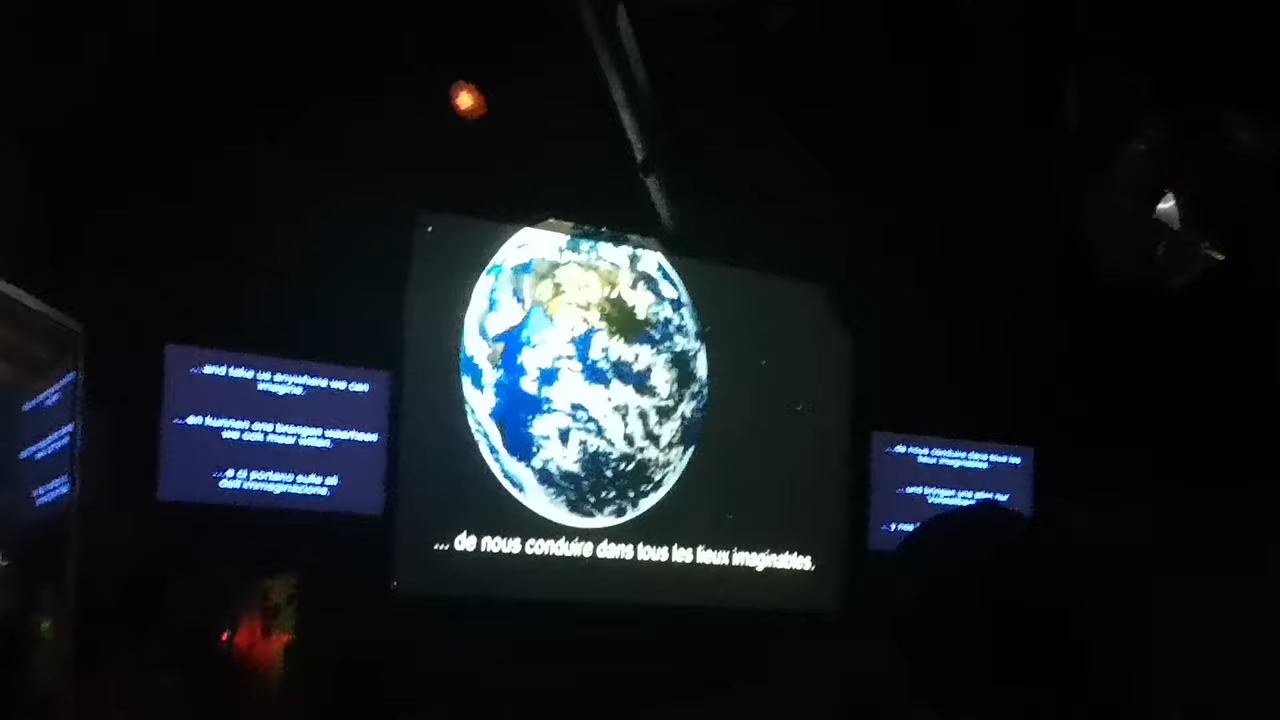 ...and take us anywhere we can
imagine.
...en kunnen ons brengen waarheen
we ook maar willen.
...e ci portano sulle ali
dell'immaginazione.
... de nous conduire dans tous les lieux imaginables.
...de nous conduire dans tous les
lieux imaginables.
...und bringen uns
...y nos